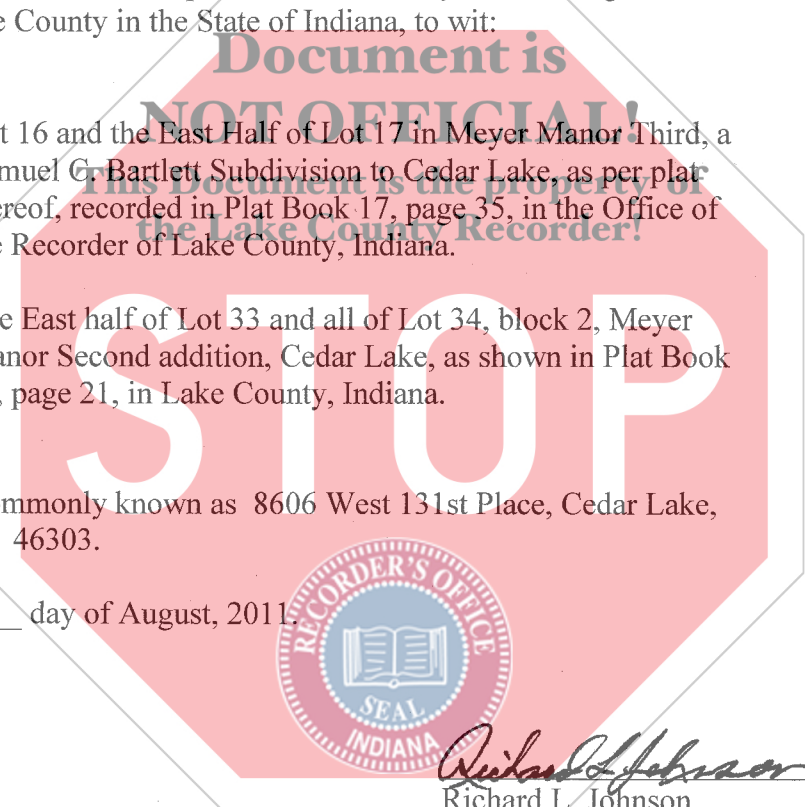 e County in the State of Indiana, to wit:
Document is
NOT OFFICIAL!
t 16 and the East Half of Lot 17 in Meyer Manor Third, a
muel G. Bartlett Subdivision to Cedar Lake, as per plat
This Document is the property of
ereof, recorded in Plat Book 17, page 35, in the Office of
the Lake County Recorder!
e Recorder of Lake County, Indiana.
e East half of Lot 33 and all of Lot 34, block 2, Meyer
anor Second addition, Cedar Lake, as shown in Plat Book
, page 21, in Lake County, Indiana.
STOP
ommonly known as 8606 West 131st Place, Cedar Lake,
46303.
__ day of August, 2011.
RECORDER'S OFFICE
SEAL
INDIANA
Richard L Johnson
Richard L. Johnson